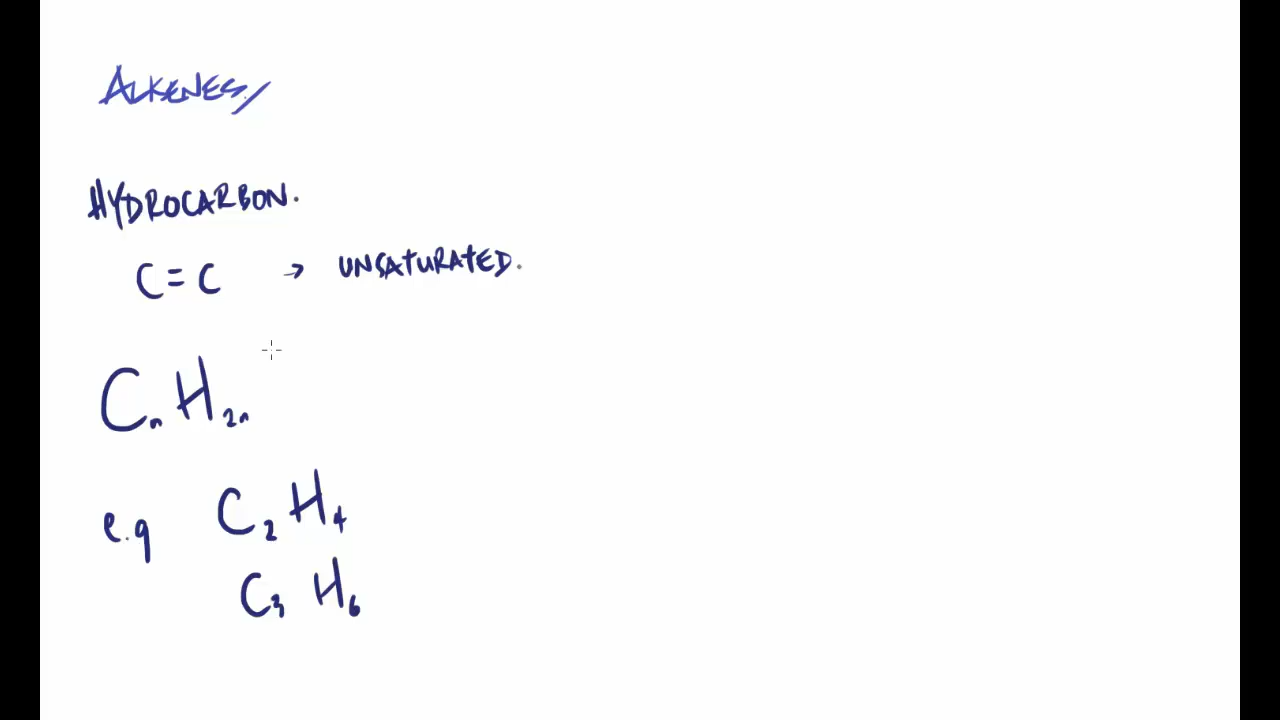 ALKENES/
HYDROCARBON.
C=C → UNSATURATED.
CₙH₂ₙ
e.g C₂H₄
C₃H₆